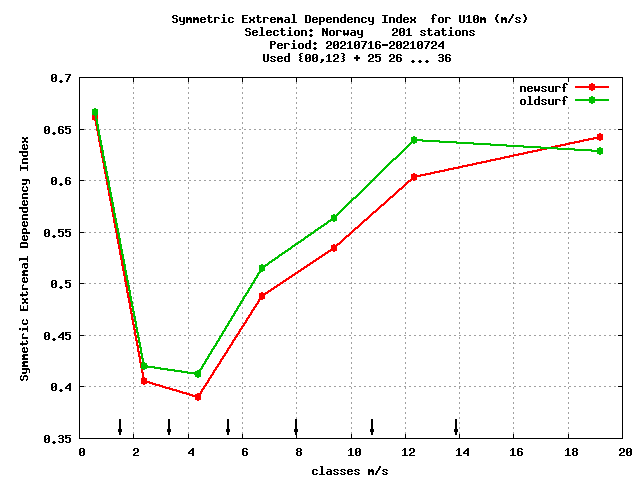 Symmetric Extremal Dependency Index  for U10m (m/s)
Selection: Norway    201 stations
Period: 20210716-20210724
Used {00,12} + 25 26 ... 36
newsurf
oldsurf
Symmetric Extremal Dependency Index
0.7
0.65
0.6
0.55
0.5
0.45
0.4
0.35
0 2 4 6 8 10 12 14 16 18 20
classes m/s